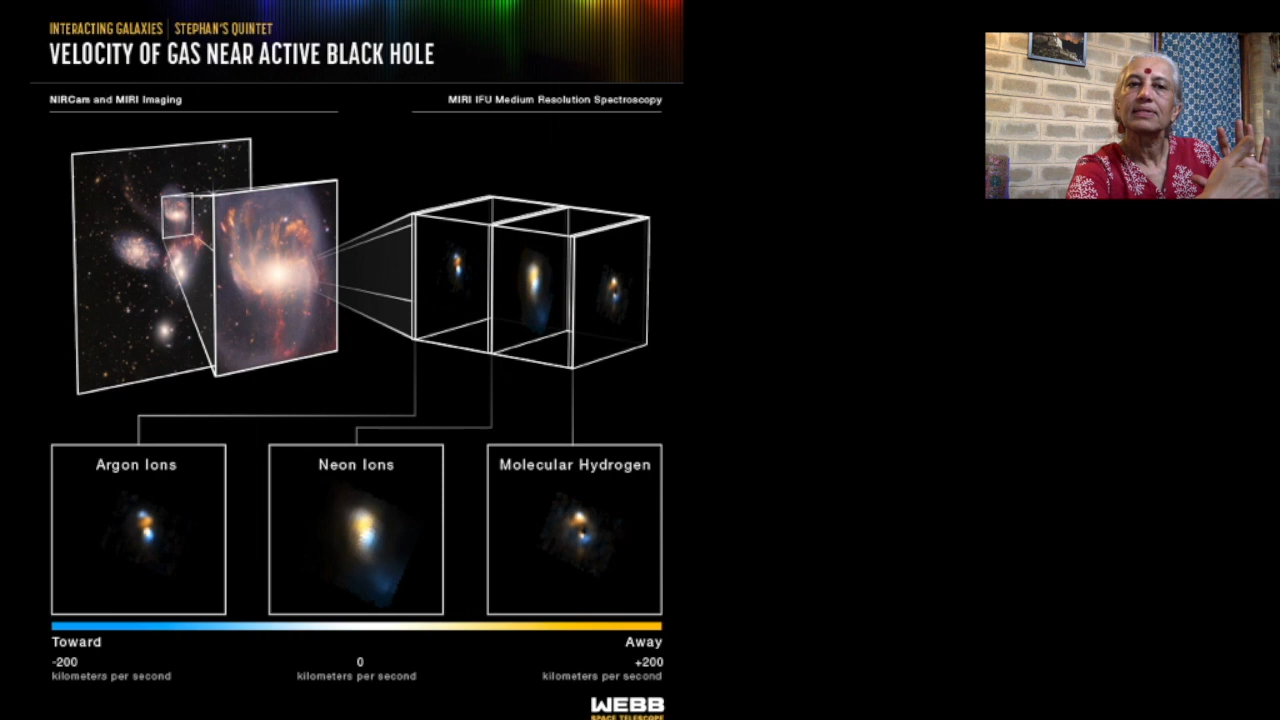 INTERACTING GALAXIES | STEPHAN'S QUINTET
VELOCITY OF GAS NEAR ACTIVE BLACK HOLE
NIRCam and MIRI Imaging
MIRI IFU Medium Resolution Spectroscopy
Argon Ions
Neon Ions
Molecular Hydrogen
Toward
Away
-200
0
+200
kilometers per second
kilometers per second
kilometers per second
WEBB
SPACE TELESCOPE